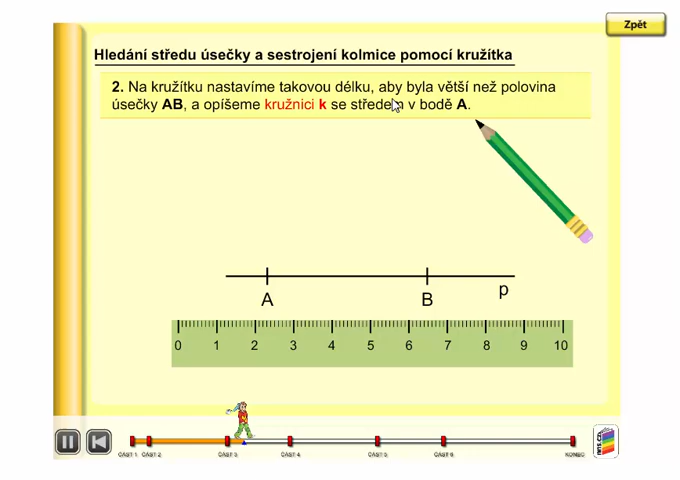 Zpět
Hledání středu úsečky a sestrojení kolmice pomocí kružítka
2. Na kružítku nastavíme takovou délku, aby byla větší než polovina
úsečky AB, a opíšeme kružnici k se středem v bodě A.
A B p
0 1 2 3 4 5 6 7 8 9 10
ČÁST-1 ČÁST-2 ČÁST-3 ČÁST-4 ČÁST-5 ČÁST-6 KONEC